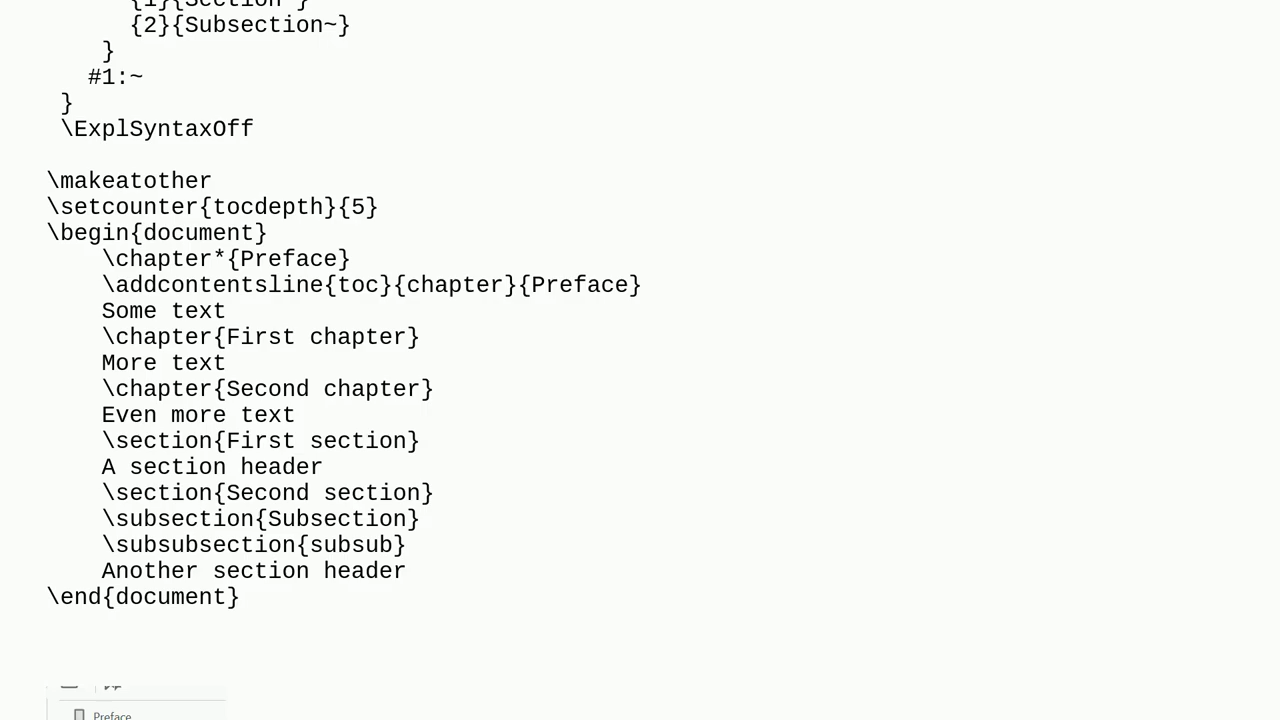 {1}{Section~}
{2}{Subsection~}
}
#1:~
}
\ExplSyntaxOff
\makeatother
\setcounter{tocdepth}{5}
\begin{document}
\chapter*{Preface}
\addcontentsline{toc}{chapter}{Preface}
Some text
\chapter{First chapter}
More text
\chapter{Second chapter}
Even more text
\section{First section}
A section header
\section{Second section}
\subsection{Subsection}
\subsubsection{subsub}
Another section header
\end{document}
Preface